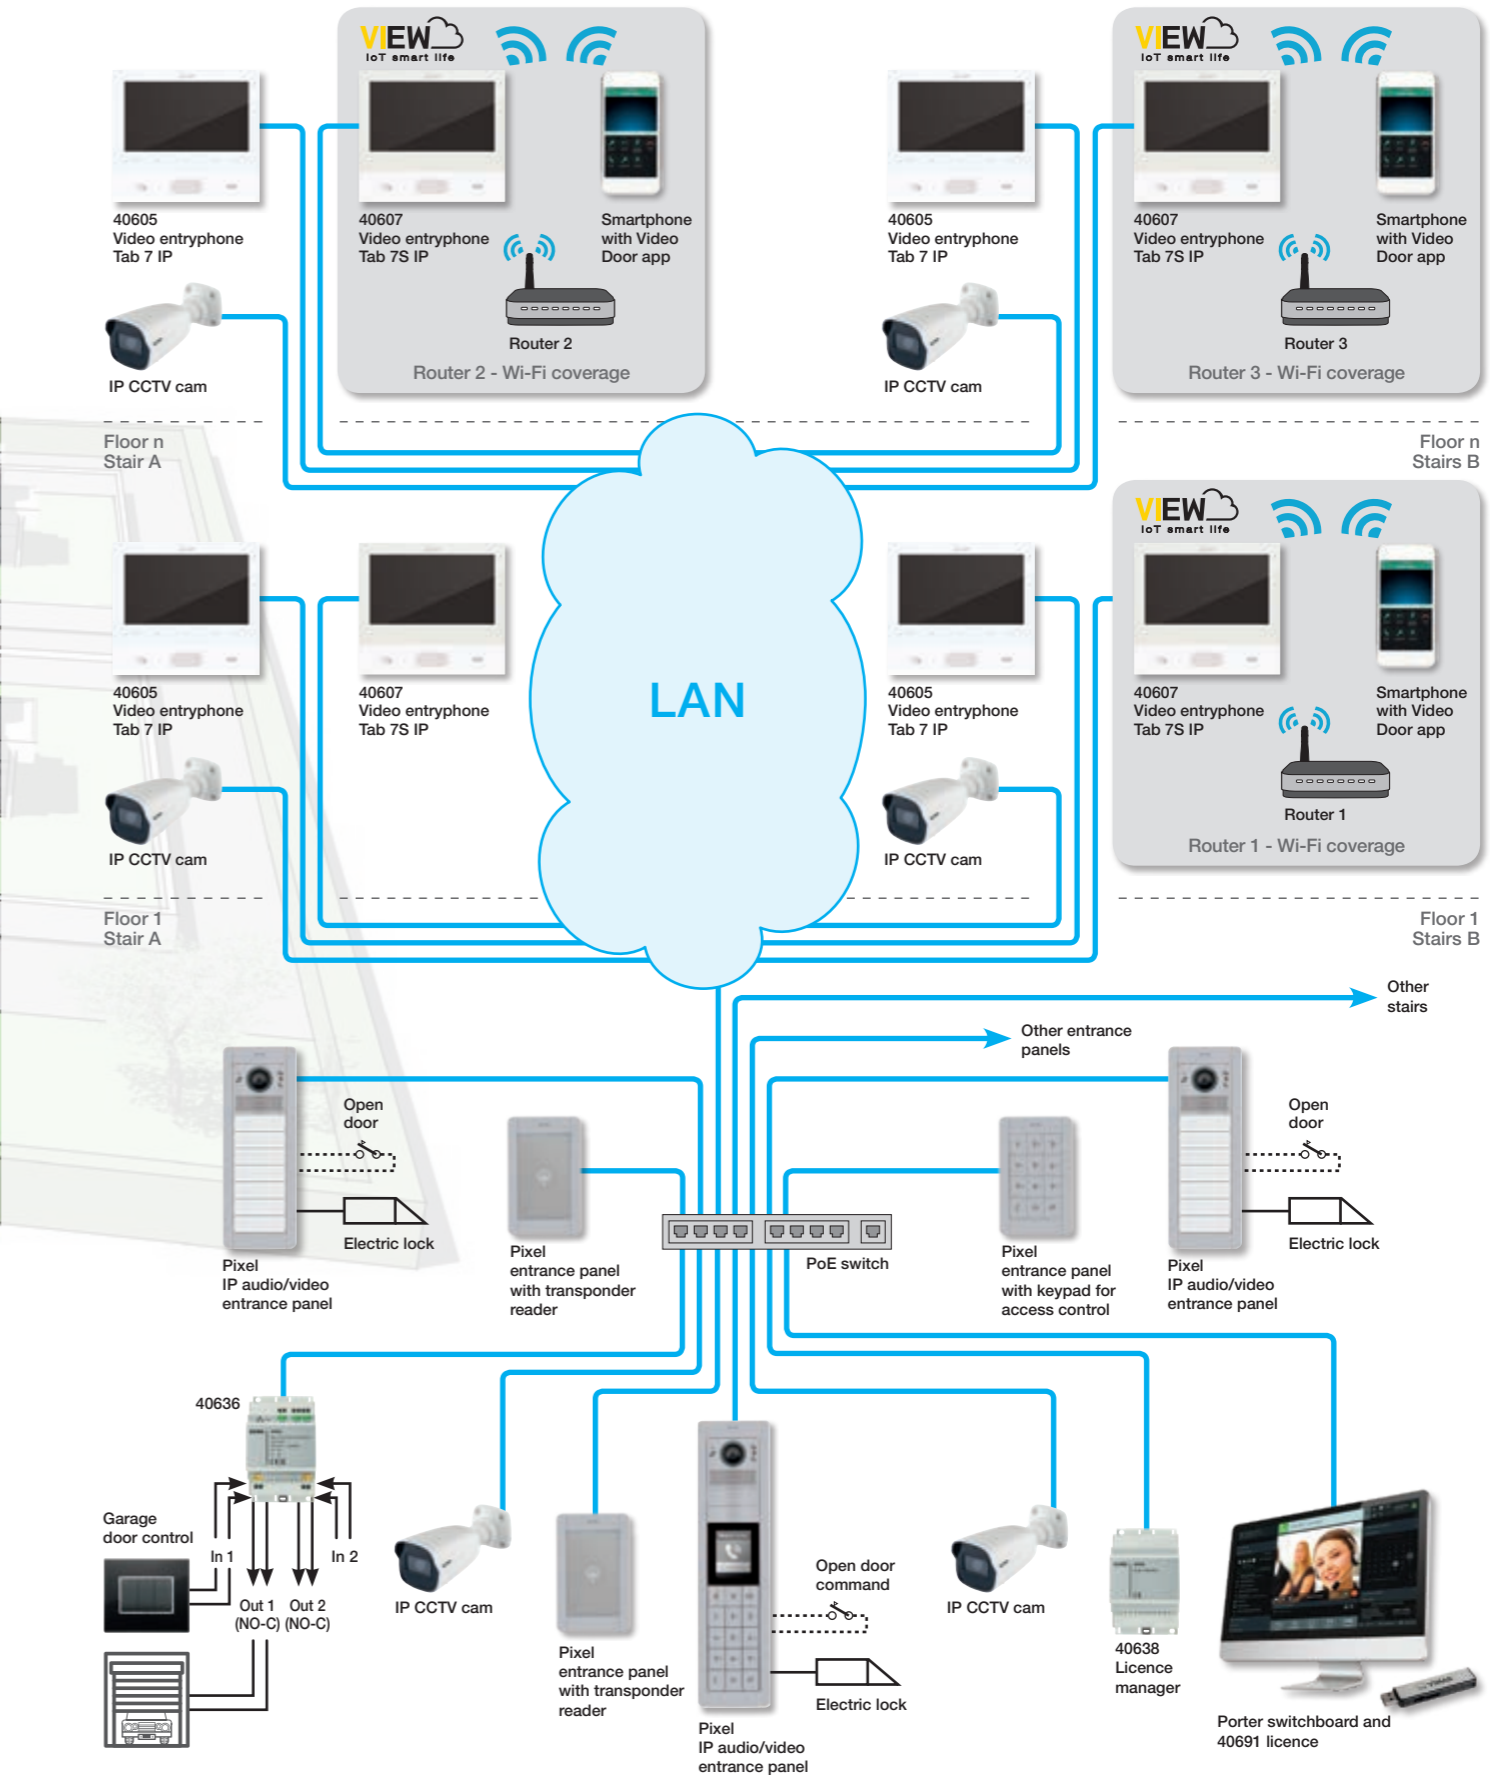 VIEW
IoT smart life
40605
Video entryphone
Tab 7 IP
40607
Video entryphone
Tab 7S IP
Smartphone
with Video
Door app
Router 2
Router 2 - Wi-Fi coverage
IP CCTV cam
VIEW
IoT smart life
40605
Video entryphone
Tab 7 IP
40607
Video entryphone
Tab 7S IP
Smartphone
with Video
Door app
Router 3
Router 3 - Wi-Fi coverage
IP CCTV cam
Floor n
Stair A
Floor n
Stairs B
LAN
40605
Video entryphone
Tab 7 IP
40607
Video entryphone
Tab 7S IP
IP CCTV cam
VIEW
IoT smart life
40605
Video entryphone
Tab 7 IP
40607
Video entryphone
Tab 7S IP
Smartphone
with Video
Door app
Router 1
Router 1 - Wi-Fi coverage
IP CCTV cam
Floor 1
Stair A
Floor 1
Stairs B
Other
stairs
Other entrance
panels
Open
door
Electric lock
Pixel
IP audio/video
entrance panel
Pixel
entrance panel
with transponder
reader
PoE switch
Pixel
entrance panel
with keypad for
access control
Open
door
Electric lock
Pixel
IP audio/video
entrance panel
40636
Garage
door control
In 1
In 2
Out 1
(NO-C)
Out 2
(NO-C)
IP CCTV cam
Pixel
entrance panel
with transponder
reader
Open door
command
Electric lock
Pixel
IP audio/video
entrance panel
IP CCTV cam
40638
Licence
manager
Porter switchboard and
40691 licence